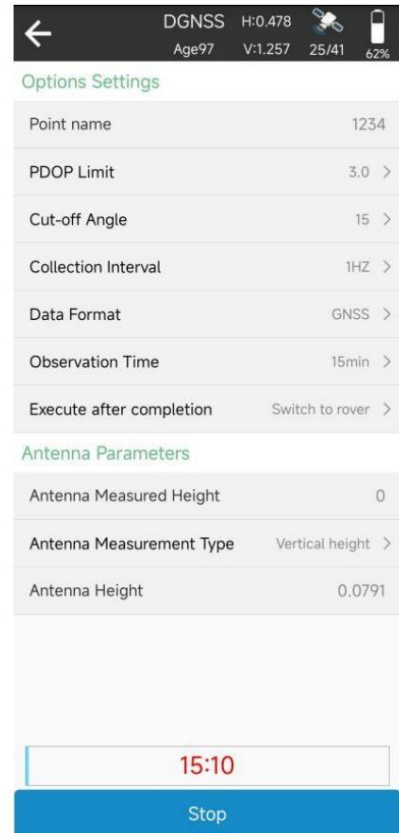 DGNSS H:0.478
Age97 V:1.257 25/41 62%
Options Settings
Point name 1234
PDOP Limit 3.0 >
Cut-off Angle 15 >
Collection Interval 1HZ >
Data Format GNSS >
Observation Time 15min >
Execute after completion Switch to rover >
Antenna Parameters
Antenna Measured Height 0
Antenna Measurement Type Vertical height >
Antenna Height 0.0791
15:10
Stop